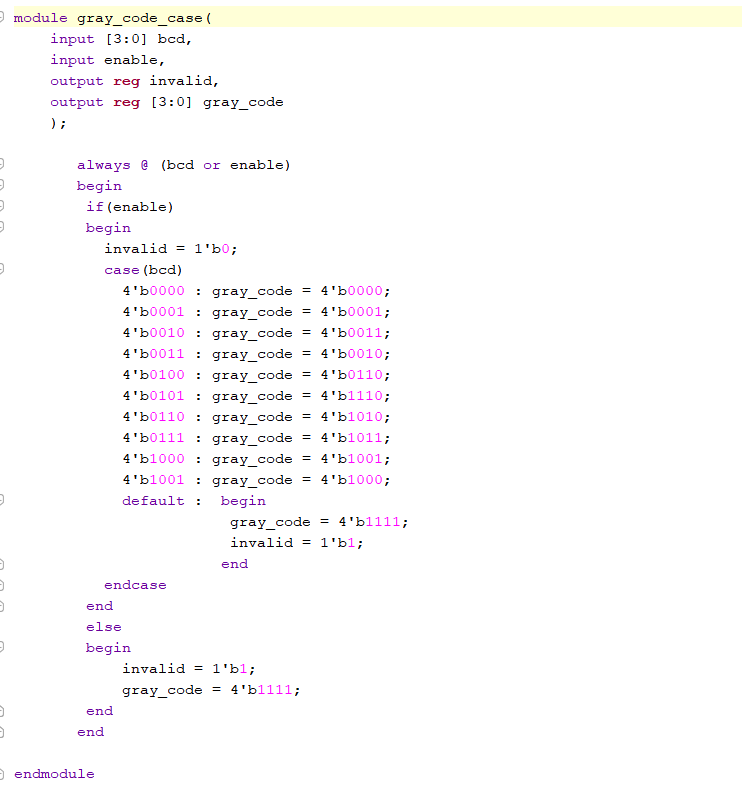 module gray_code_case(
input [3:0] bcd,
input enable,
output reg invalid,
output reg [3:0] gray_code
);
always @ (bcd or enable)
begin
if(enable)
begin
invalid = 1'b0;
case(bcd)
4'b0000 : gray_code = 4'b0000;
4'b0001 : gray_code = 4'b0001;
4'b0010 : gray_code = 4'b0011;
4'b0011 : gray_code = 4'b0010;
4'b0100 : gray_code = 4'b0110;
4'b0101 : gray_code = 4'b1110;
4'b0110 : gray_code = 4'b1010;
4'b0111 : gray_code = 4'b1011;
4'b1000 : gray_code = 4'b1001;
4'b1001 : gray_code = 4'b1000;
default : begin
gray_code = 4'b1111;
invalid = 1'b1;
end
endcase
end
else
begin
invalid = 1'b1;
gray_code = 4'b1111;
end
end
endmodule